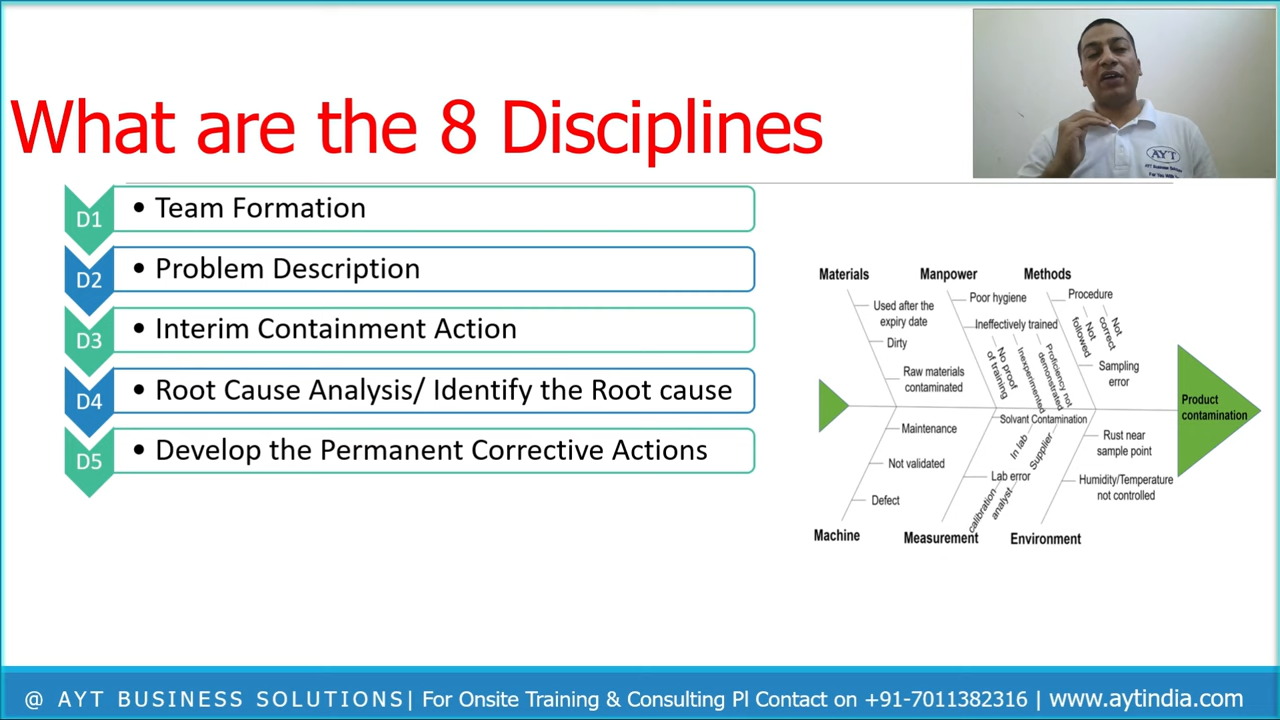 What are the 8 Disciplines
AYT
D1
• Team Formation
D2
• Problem Description
D3
• Interim Containment Action
D4
• Root Cause Analysis/ Identify the Root cause
D5
• Develop the Permanent Corrective Actions
Materials
Manpower
Methods
Used after the
expiry date
Dirty
Raw materials
contaminated
Poor hygiene
Ineffectively trained
No proof
of training
Inexperimented
Proficiency not
demonstrated
Procedure
Not
followed
Not
correct
Sampling
error
Product
contamination
Maintenance
Not validated
Defect
Solvant Contamination
In lab
Supplier
Lab error
calibration
analyst
Rust near
sample point
Humidity/Temperature
not controlled
Machine
Measurement
Environment
@ AYT BUSINESS SOLUTIONS| For Onsite Training & Consulting Pl Contact on +91-7011382316 | www.aytindia.com